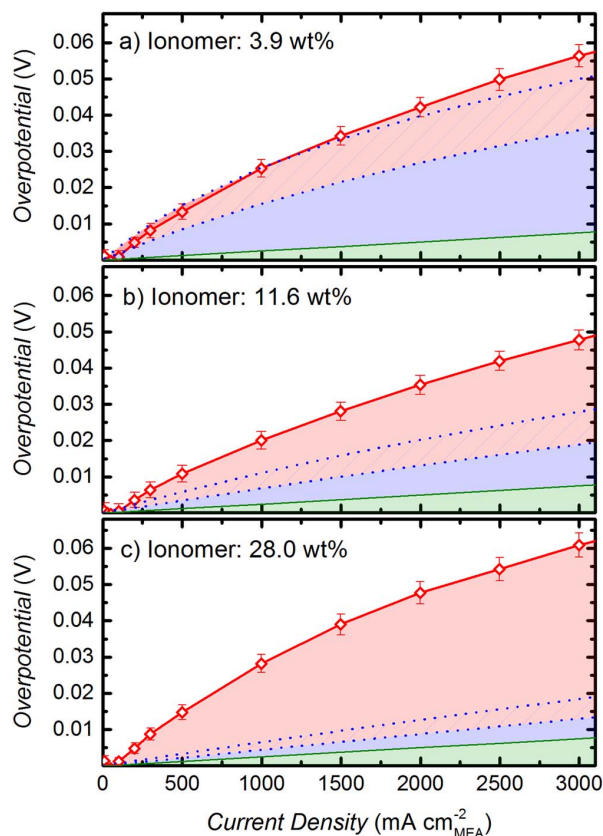 0.06
a) Ionomer: 3.9 wt%
0.05
0.04
0.03
0.02
0.01
Overpotential (V)
0.06
b) Ionomer: 11.6 wt%
0.05
0.04
0.03
0.02
0.01
Overpotential (V)
0.06
c) Ionomer: 28.0 wt%
0.05
0.04
0.03
0.02
0.01
Overpotential (V)
0 500 1000 1500 2000 2500 3000
Current Density (mA cm⁻²MEA)